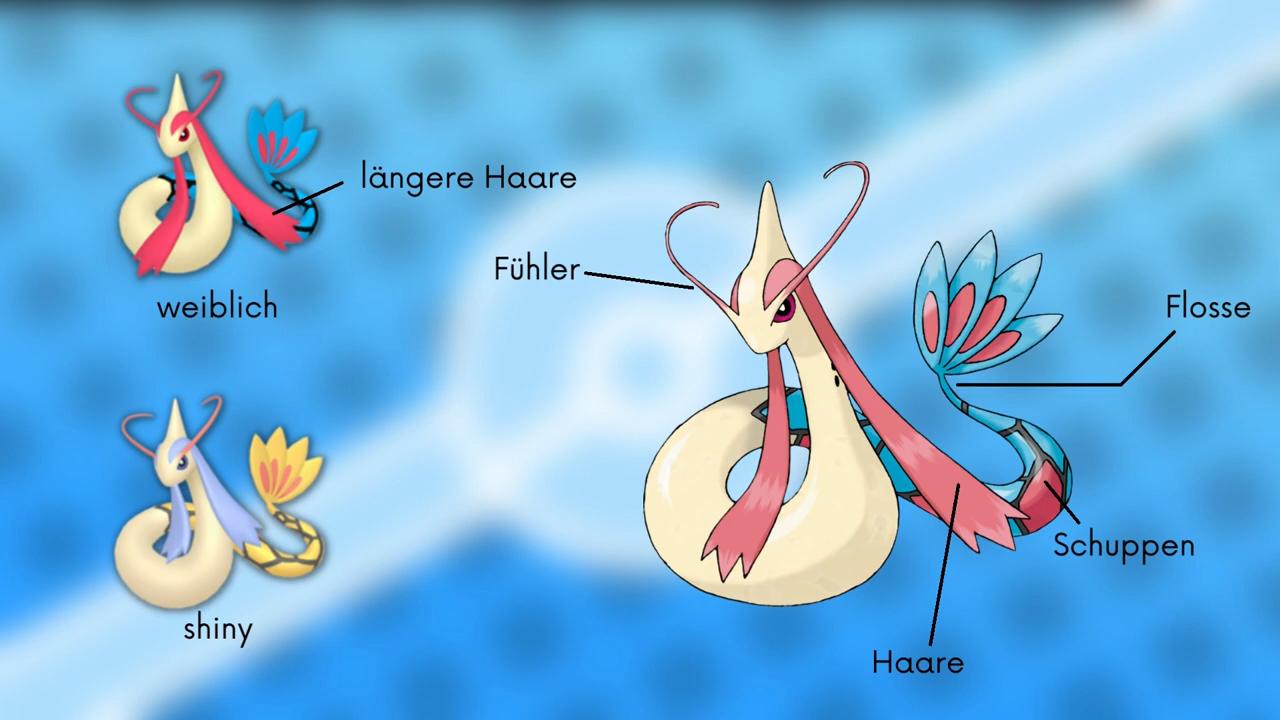 längere Haare
weiblich
shiny
Fühler
Flosse
Schuppen
Haare